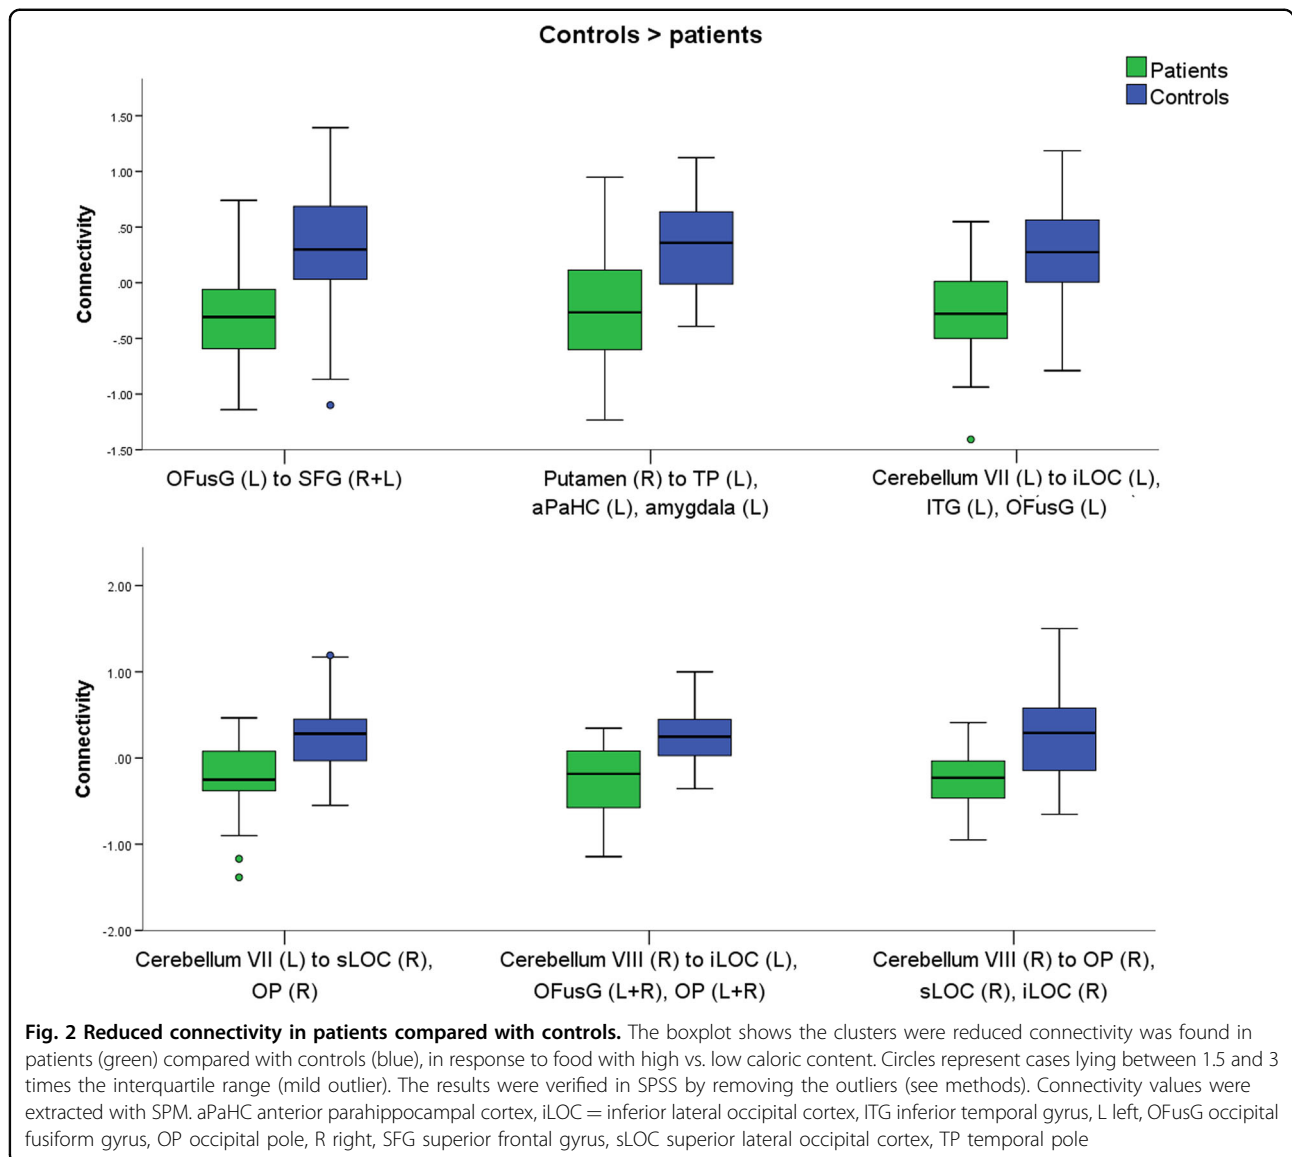 Controls > patients
Patients
Controls
Connectivity
1.50
1.00
.50
.00
-.50
-1.00
-1.50
OFusG (L) to SFG (R+L)
Putamen (R) to TP (L),
aPaHC (L), amygdala (L)
Cerebellum VII (L) to iLOC (L),
ITG (L), OFusG (L)
Connectivity
2.00
1.00
.00
-1.00
-2.00
Cerebellum VII (L) to sLOC (R),
OP (R)
Cerebellum VIII (R) to iLOC (L),
OFusG (L+R), OP (L+R)
Cerebellum VIII (R) to OP (R),
sLOC (R), iLOC (R)
Fig. 2 Reduced connectivity in patients compared with controls. The boxplot shows the clusters were reduced connectivity was found in
patients (green) compared with controls (blue), in response to food with high vs. low caloric content. Circles represent cases lying between 1.5 and 3
times the interquartile range (mild outlier). The results were verified in SPSS by removing the outliers (see methods). Connectivity values were
extracted with SPM. aPaHC anterior parahippocampal cortex, iLOC = inferior lateral occipital cortex, ITG inferior temporal gyrus, L left, OFusG occipital
fusiform gyrus, OP occipital pole, R right, SFG superior frontal gyrus, sLOC superior lateral occipital cortex, TP temporal pole